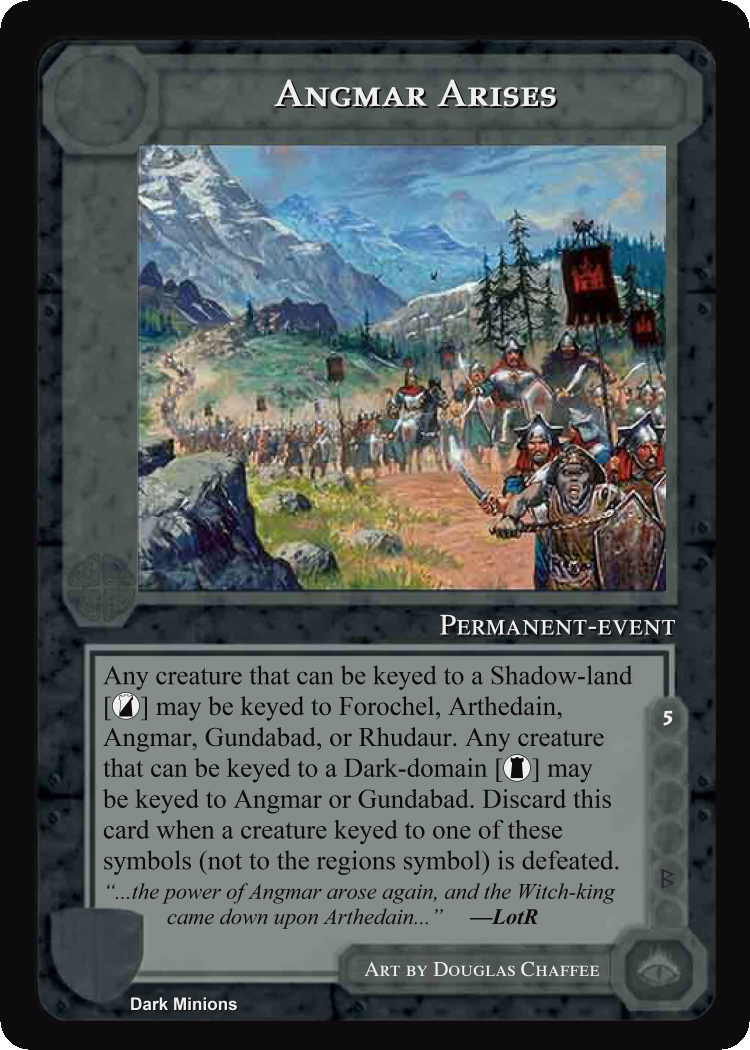 Angmar Arises
Permanent-event
Any creature that can be keyed to a Shadow-land
[ ] may be keyed to Forochel, Arthedain,
Angmar, Gundabad, or Rhudaur. Any creature
that can be keyed to a Dark-domain [ ] may
be keyed to Angmar or Gundabad. Discard this
card when a creature keyed to one of these
symbols (not to the regions symbol) is defeated.
5
B
“...the power of Angmar arose again, and the Witch-king
came down upon Arthedain...” —LotR
Art by Douglas Chaffee
Dark Minions